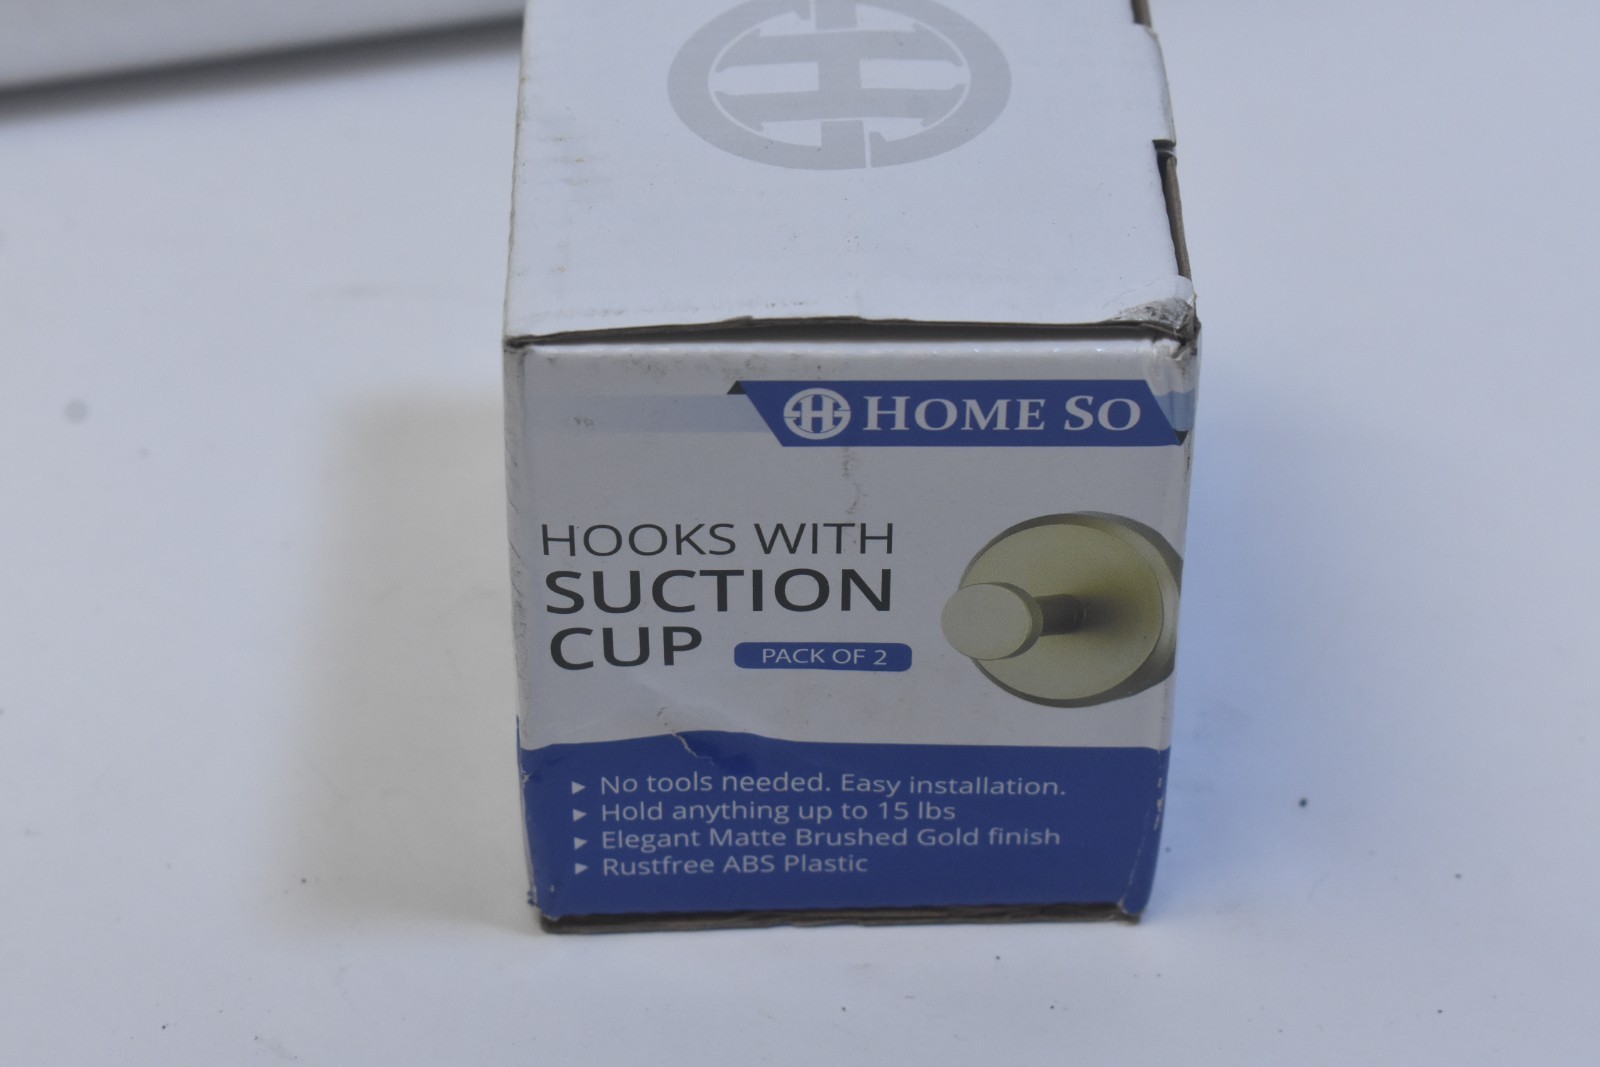 HOME SO
HOOKS WITH
SUCTION
CUP
PACK OF 2
No tools needed. Easy installation.
Hold anything up to 15 lbs
Elegant Matte Brushed Gold finish
Rustfree ABS Plastic